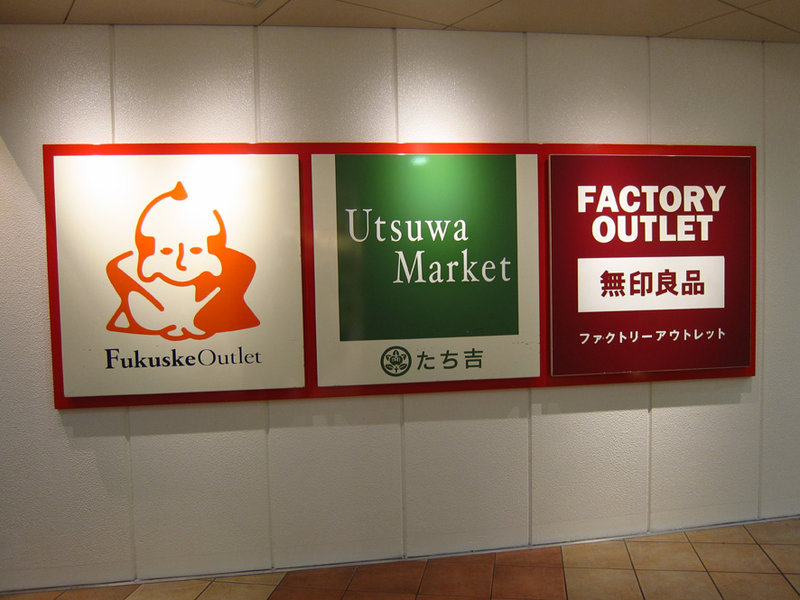 FukuskeOutlet
Utsuwa
Market
たち吉
FACTORY
OUTLET
無印良品
ファクトリーアウトレット